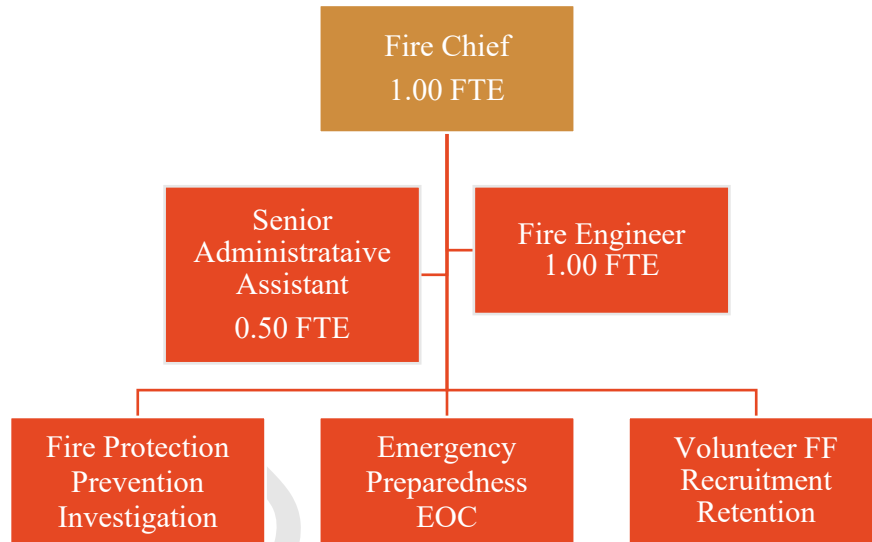 Fire Chief
1.00 FTE
Senior
Administrataive
Assistant
0.50 FTE
Fire Engineer
1.00 FTE
Fire Protection
Prevention
Investigation
Emergency
Preparedness
EOC
Volunteer FF
Recruitment
Retention